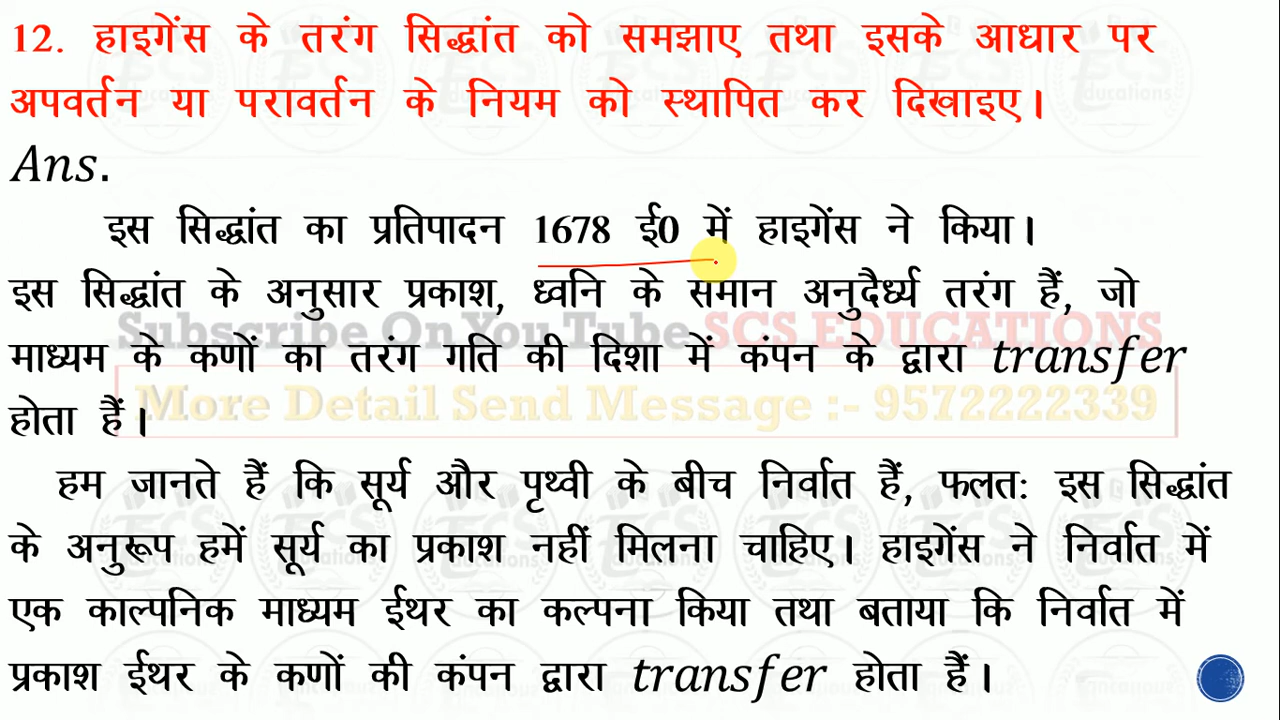 12. हाइगेंस के तरंग सिद्धांत को समझाए तथा इसके आधार पर
अपवर्तन या परावर्तन के नियम को स्थापित कर दिखाइए।
Ans.
इस सिद्धांत का प्रतिपादन 1678 ई0 में हाइगेंस ने किया।
इस सिद्धांत के अनुसार प्रकाश, ध्वनि के समान अनुदैर्ध्य तरंग हैं, जो
Subscribe On You Tube SCS EDUCATIONS
माध्यम के कणों का तरंग गति की दिशा में कंपन के द्वारा transfer
More Detail Send Message :- 9572222339
होता हैं।
हम जानते हैं कि सूर्य और पृथ्वी के बीच निर्वात हैं, फलतः इस सिद्धांत
के अनुरूप हमें सूर्य का प्रकाश नहीं मिलना चाहिए। हाइगेंस ने निर्वात में
एक काल्पनिक माध्यम ईथर का कल्पना किया तथा बताया कि निर्वात में
प्रकाश ईथर के कणों की कंपन द्वारा transfer होता हैं।